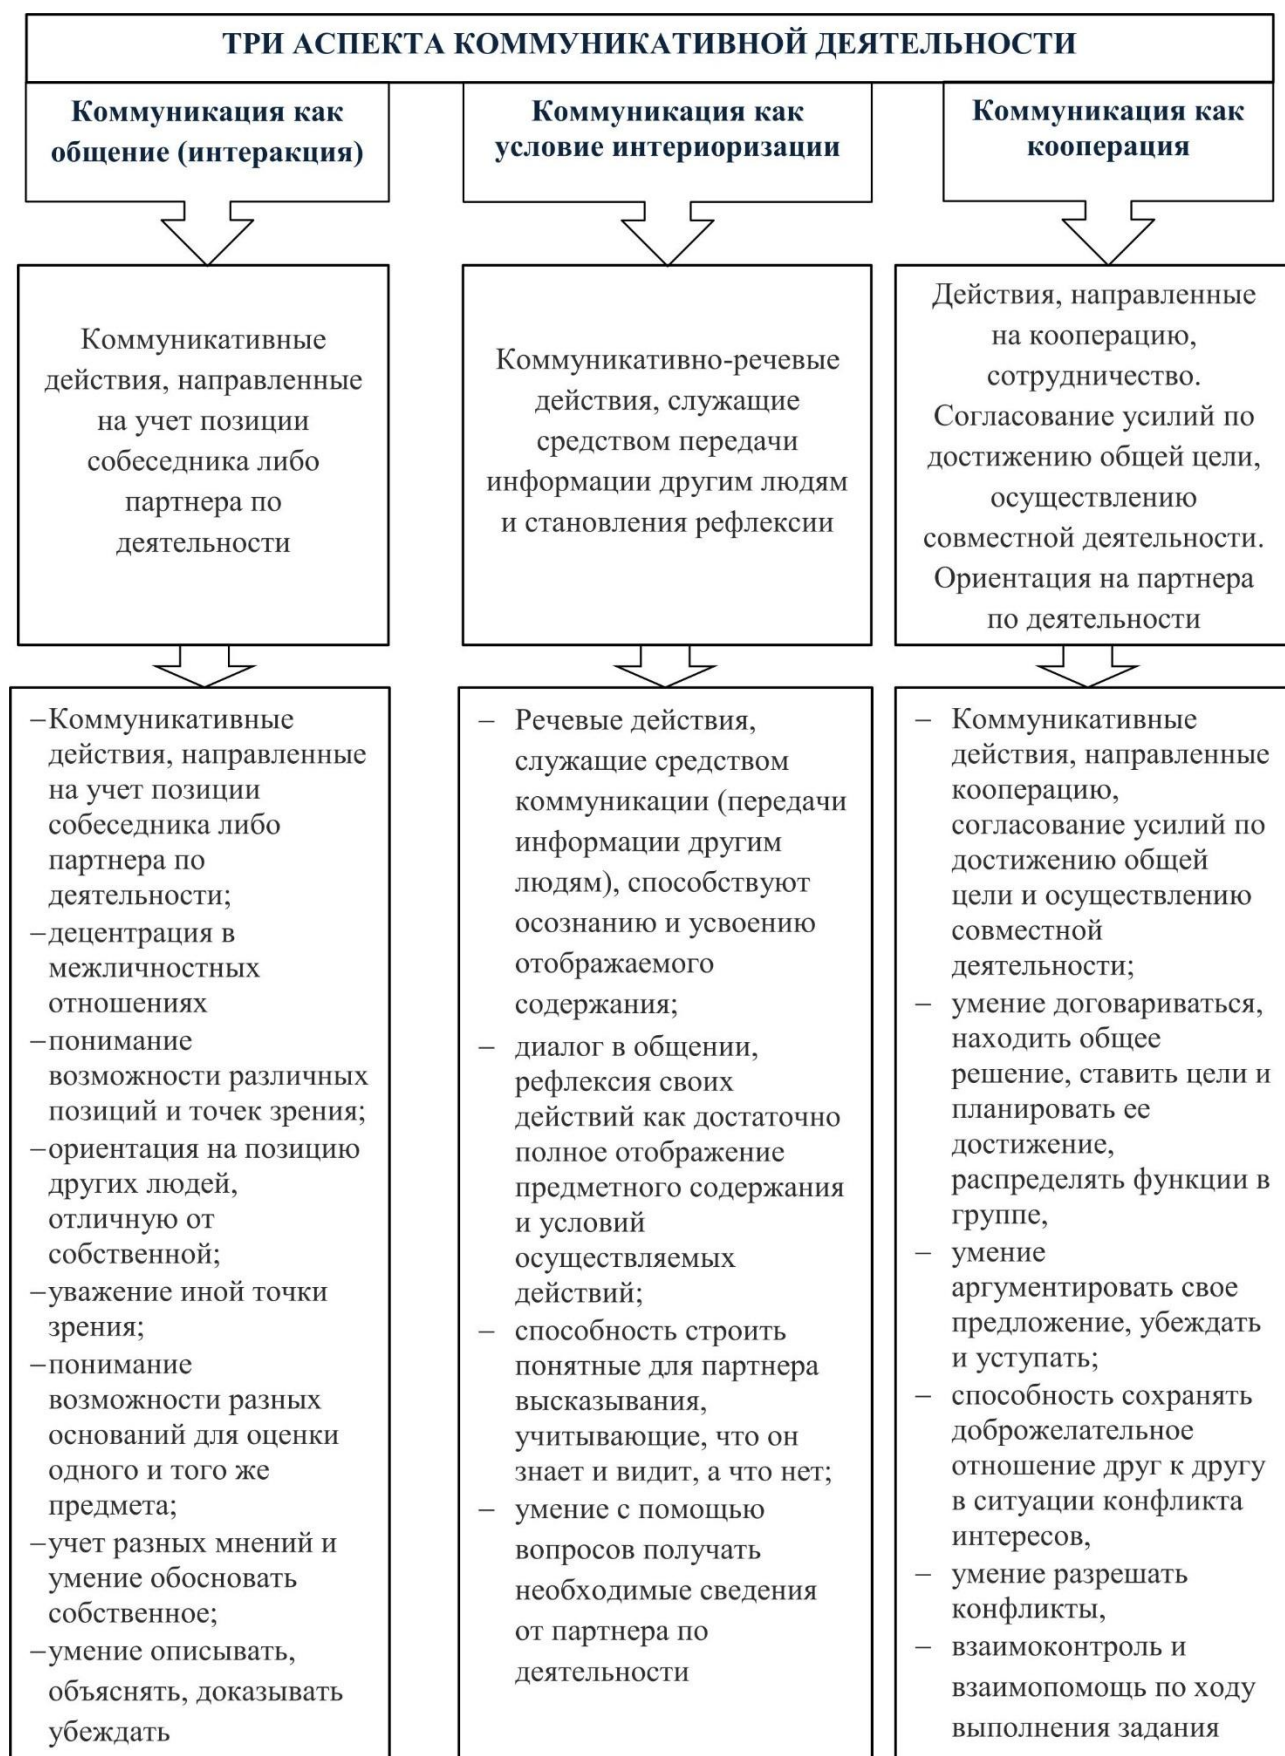 ТРИ АСПЕКТА КОММУНИКАТИВНОЙ ДЕЯТЕЛЬНОСТИ
Коммуникация как
общение (интеракция)
Коммуникативные
действия, направленные
на учет позиции
собеседника либо
партнера по
деятельности
–Коммуникативные
действия, направленные
на учет позиции
собеседника либо
партнера по
деятельности;
–децентрация в
межличностных
отношениях
–понимание
возможности различных
позиций и точек зрения;
–ориентация на позицию
других людей,
отличную от
собственной;
–уважение иной точки
зрения;
–понимание
возможности разных
оснований для оценки
одного и того же
предмета;
–учет разных мнений и
умение обосновать
собственное;
–умение описывать,
объяснять, доказывать
убеждать
Коммуникация как
условие интериоризации
Коммуникативно-речевые
действия, служащие
средством передачи
информации другим людям
и становления рефлексии
– Речевые действия,
служащие средством
коммуникации (передачи
информации другим
людям), способствуют
осознанию и усвоению
отображаемого
содержания;
– диалог в общении,
рефлексия своих
действий как достаточно
полное отображение
предметного содержания
и условий
осуществляемых
действий;
– способность строить
понятные для партнера
высказывания,
учитывающие, что он
знает и видит, а что нет;
– умение с помощью
вопросов получать
необходимые сведения
от партнера по
деятельности
Коммуникация как
кооперация
Действия, направленные
на кооперацию,
сотрудничество.
Согласование усилий по
достижению общей цели,
осуществлению
совместной деятельности.
Ориентация на партнера
по деятельности
– Коммуникативные
действия, направленные
кооперацию,
согласование усилий по
достижению общей
цели и осуществлению
совместной
деятельности;
– умение договариваться,
находить общее
решение, ставить цели и
планировать ее
достижение,
распределять функции в
группе,
– умение
аргументировать свое
предложение, убеждать
и уступать;
– способность сохранять
доброжелательное
отношение друг к другу
в ситуации конфликта
интересов,
– умение разрешать
конфликты,
– взаимоконтроль и
взаимопомощь по ходу
выполнения задания